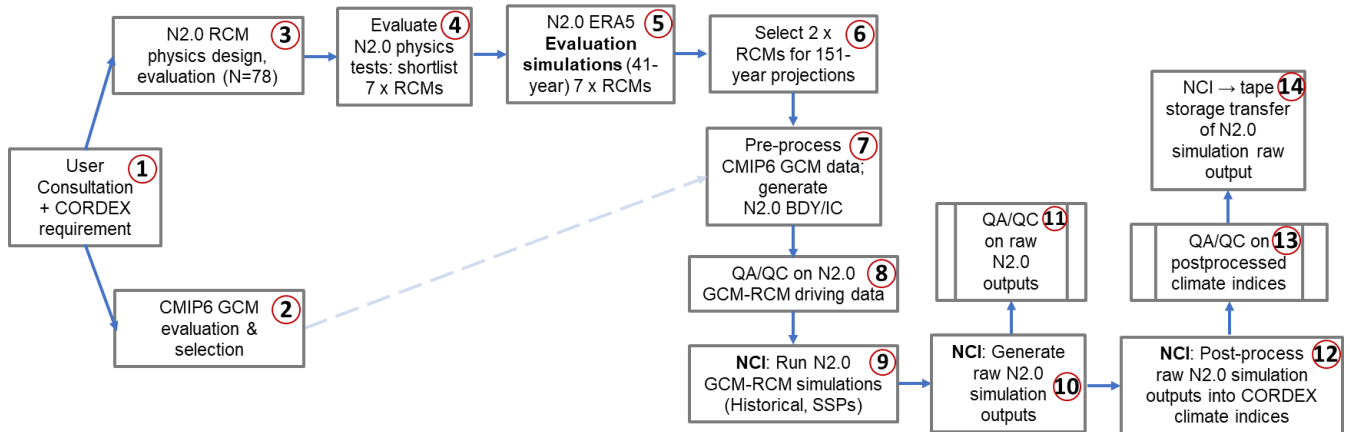 User
Consultation
+ CORDEX
requirement
1
CMIP6 GCM
evaluation &
selection
2
N2.0 RCM
physics design,
evaluation (N=78)
3
Evaluate
N2.0 physics
tests: shortlist
7 x RCMs
4
N2.0 ERA5
Evaluation
simulations (41-
year) 7 x RCMs
5
Select 2 x
RCMs for 151-
year projections
6
Pre-process
CMIP6 GCM data;
generate
N2.0 BDY/IC
7
QA/QC on N2.0
GCM-RCM driving data
8
NCI: Run N2.0
GCM-RCM simulations
(Historical, SSPs)
9
NCI: Generate
raw N2.0
simulation
outputs
10
QA/QC
on raw
N2.0
outputs
11
NCI: Post-process
raw N2.0 simulation
outputs into CORDEX
climate indices
12
QA/QC on
postprocessed
climate indices
13
NCI → tape
storage transfer
of N2.0
simulation raw
output
14